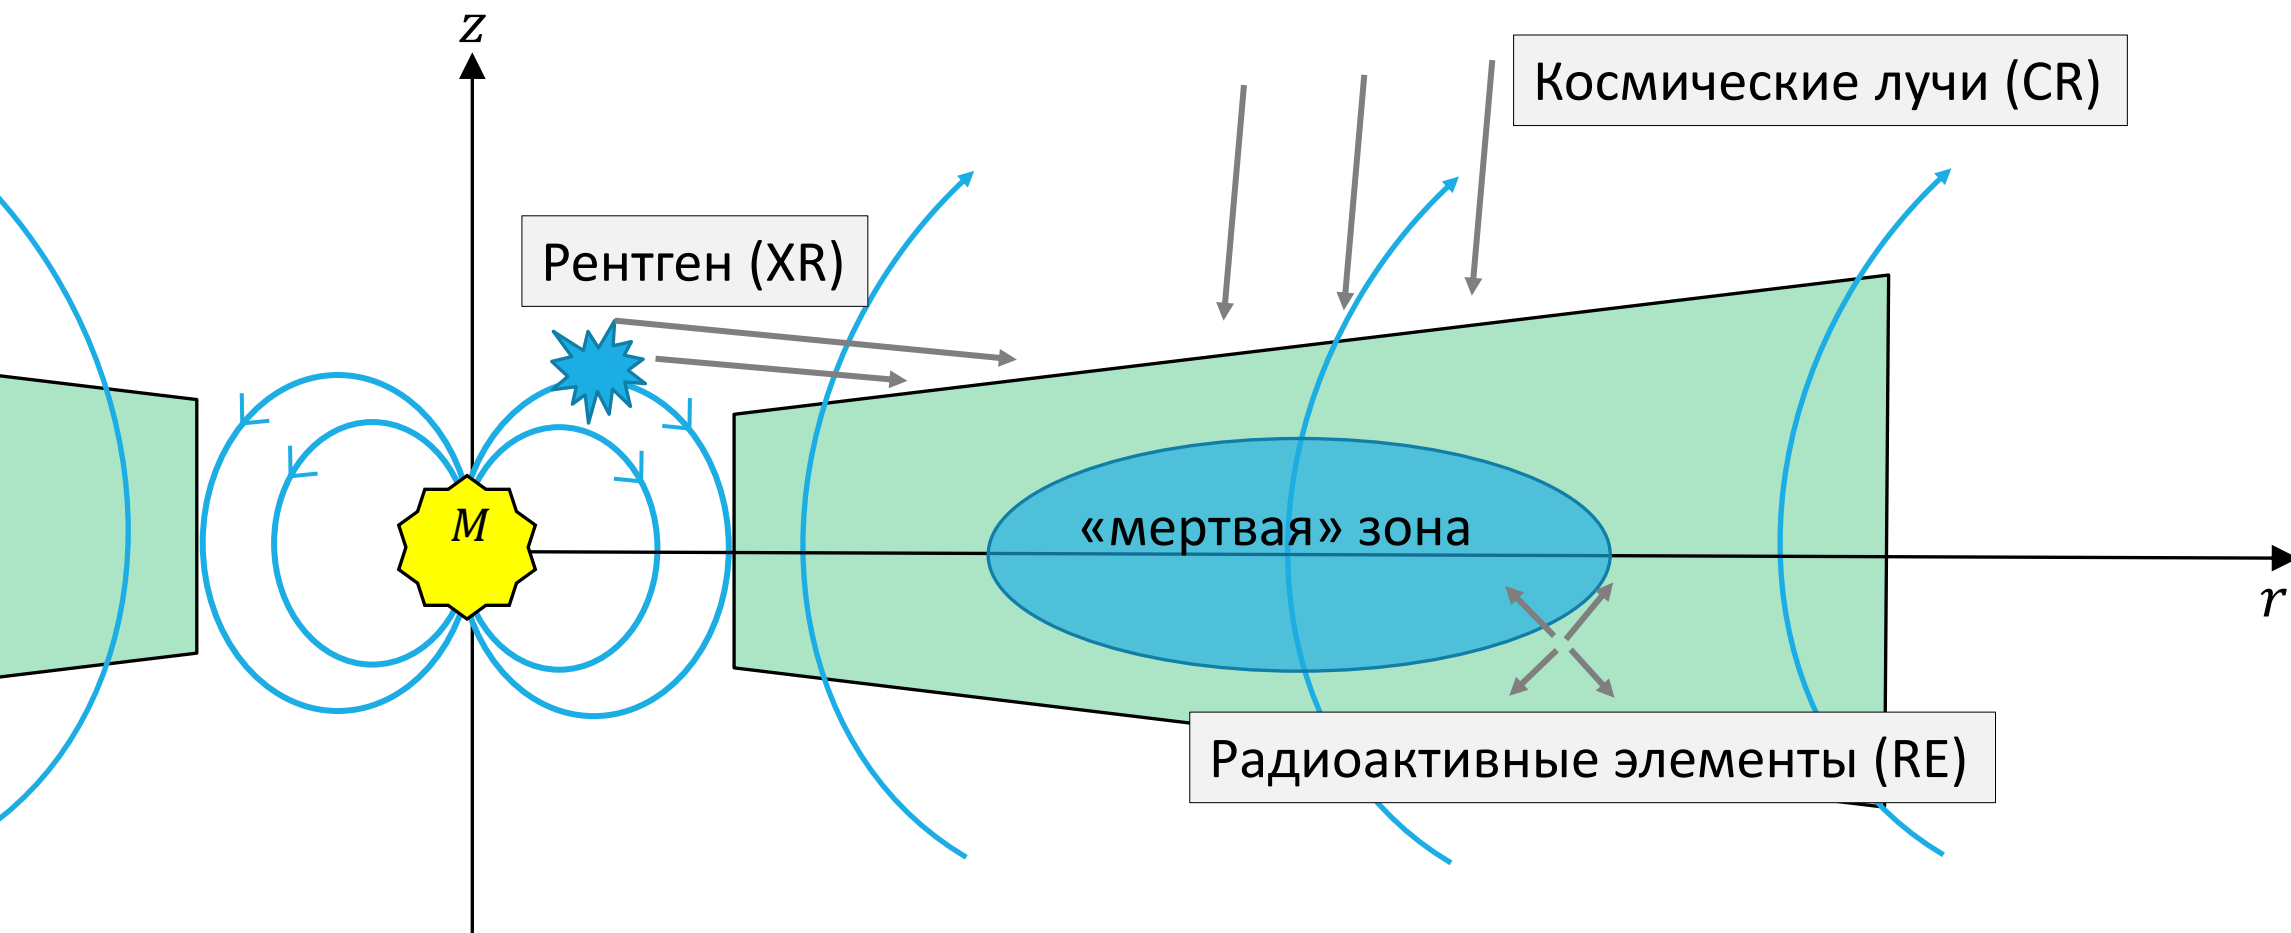 z
Космические лучи (CR)
Рентген (XR)
M
«мертвая» зона
r
Радиоактивные элементы (RE)